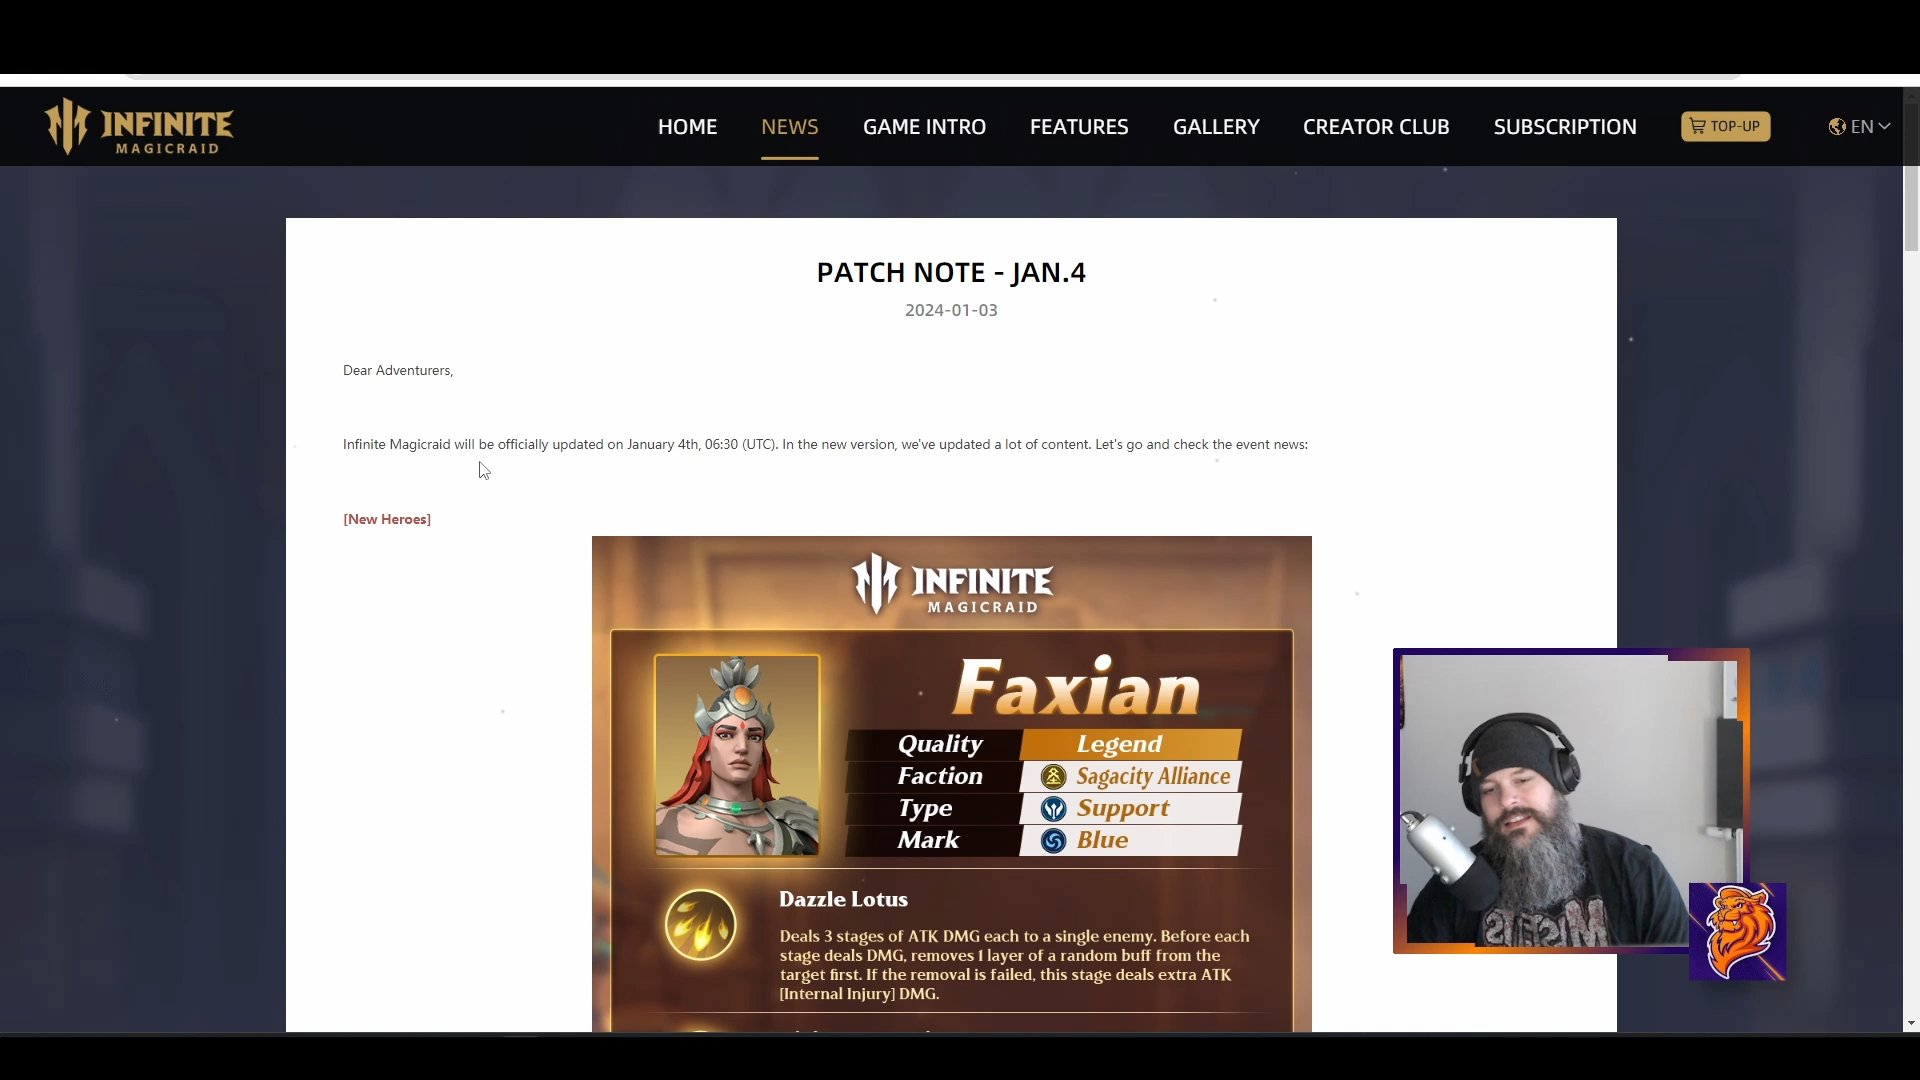 INFINITE
MAGICRAID
HOME
NEWS
GAME INTRO
FEATURES
GALLERY
CREATOR CLUB
SUBSCRIPTION
TOP-UP
EN
PATCH NOTE - JAN.4
2024-01-03
Dear Adventurers,
Infinite Magicraid will be officially updated on January 4th, 06:30 (UTC). In the new version, we've updated a lot of content. Let's go and check the event news:
[New Heroes]
INFINITE
MAGICRAID
Faxian
Quality Legend
Faction Sagacity Alliance
Type Support
Mark Blue
Dazzle Lotus
Deals 3 stages of ATK DMG each to a single enemy. Before each
stage deals DMG, removes 1 layer of a random buff from the
target first. If the removal is failed, this stage deals extra ATK
[Internal Injury] DMG.